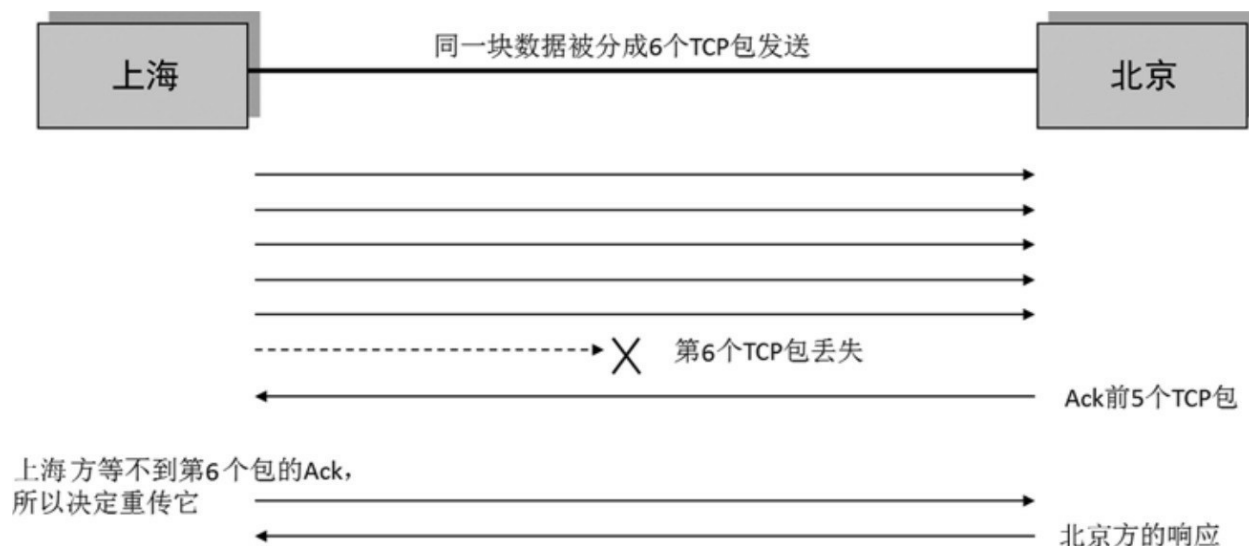 同一块数据被分成6个TCP包发送
上海
北京
第6个TCP包丢失
Ack前5个TCP包
上海方等不到第6个包的Ack，
所以决定重传它
北京方的响应